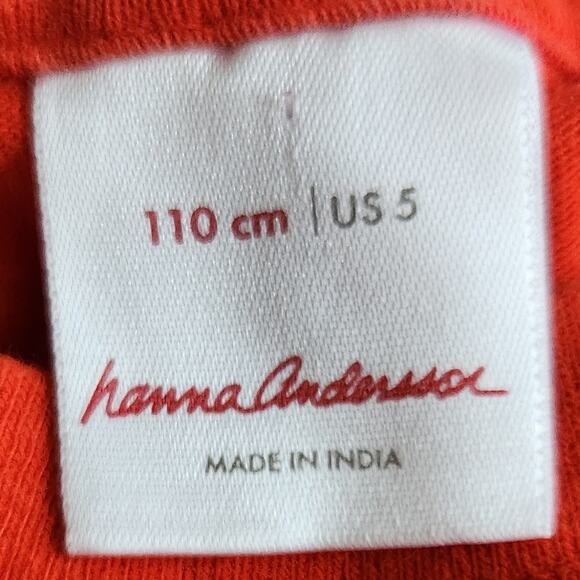 110 cm | US 5
hanna Andersson
MADE IN INDIA